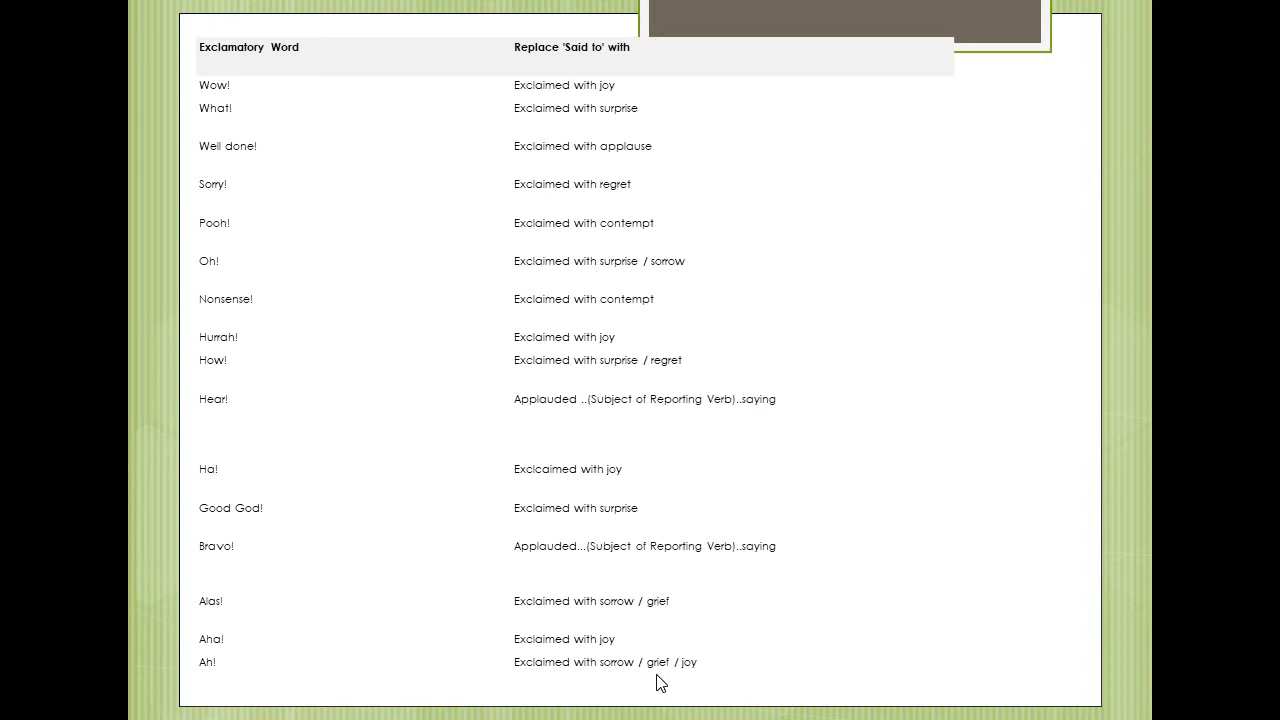 Exclamatory Word Replace 'Said to' with
Wow! Exclaimed with joy
What! Exclaimed with surprise
Well done! Exclaimed with applause
Sorry! Exclaimed with regret
Pooh! Exclaimed with contempt
Oh! Exclaimed with surprise / sorrow
Nonsense! Exclaimed with contempt
Hurrah! Exclaimed with joy
How! Exclaimed with surprise / regret
Hear! Applauded ..(Subject of Reporting Verb)..saying
Ha! Exclcaimed with joy
Good God! Exclaimed with surprise
Bravo! Applauded...(Subject of Reporting Verb)..saying
Alas! Exclaimed with sorrow / grief
Aha! Exclaimed with joy
Ah! Exclaimed with sorrow / grief / joy